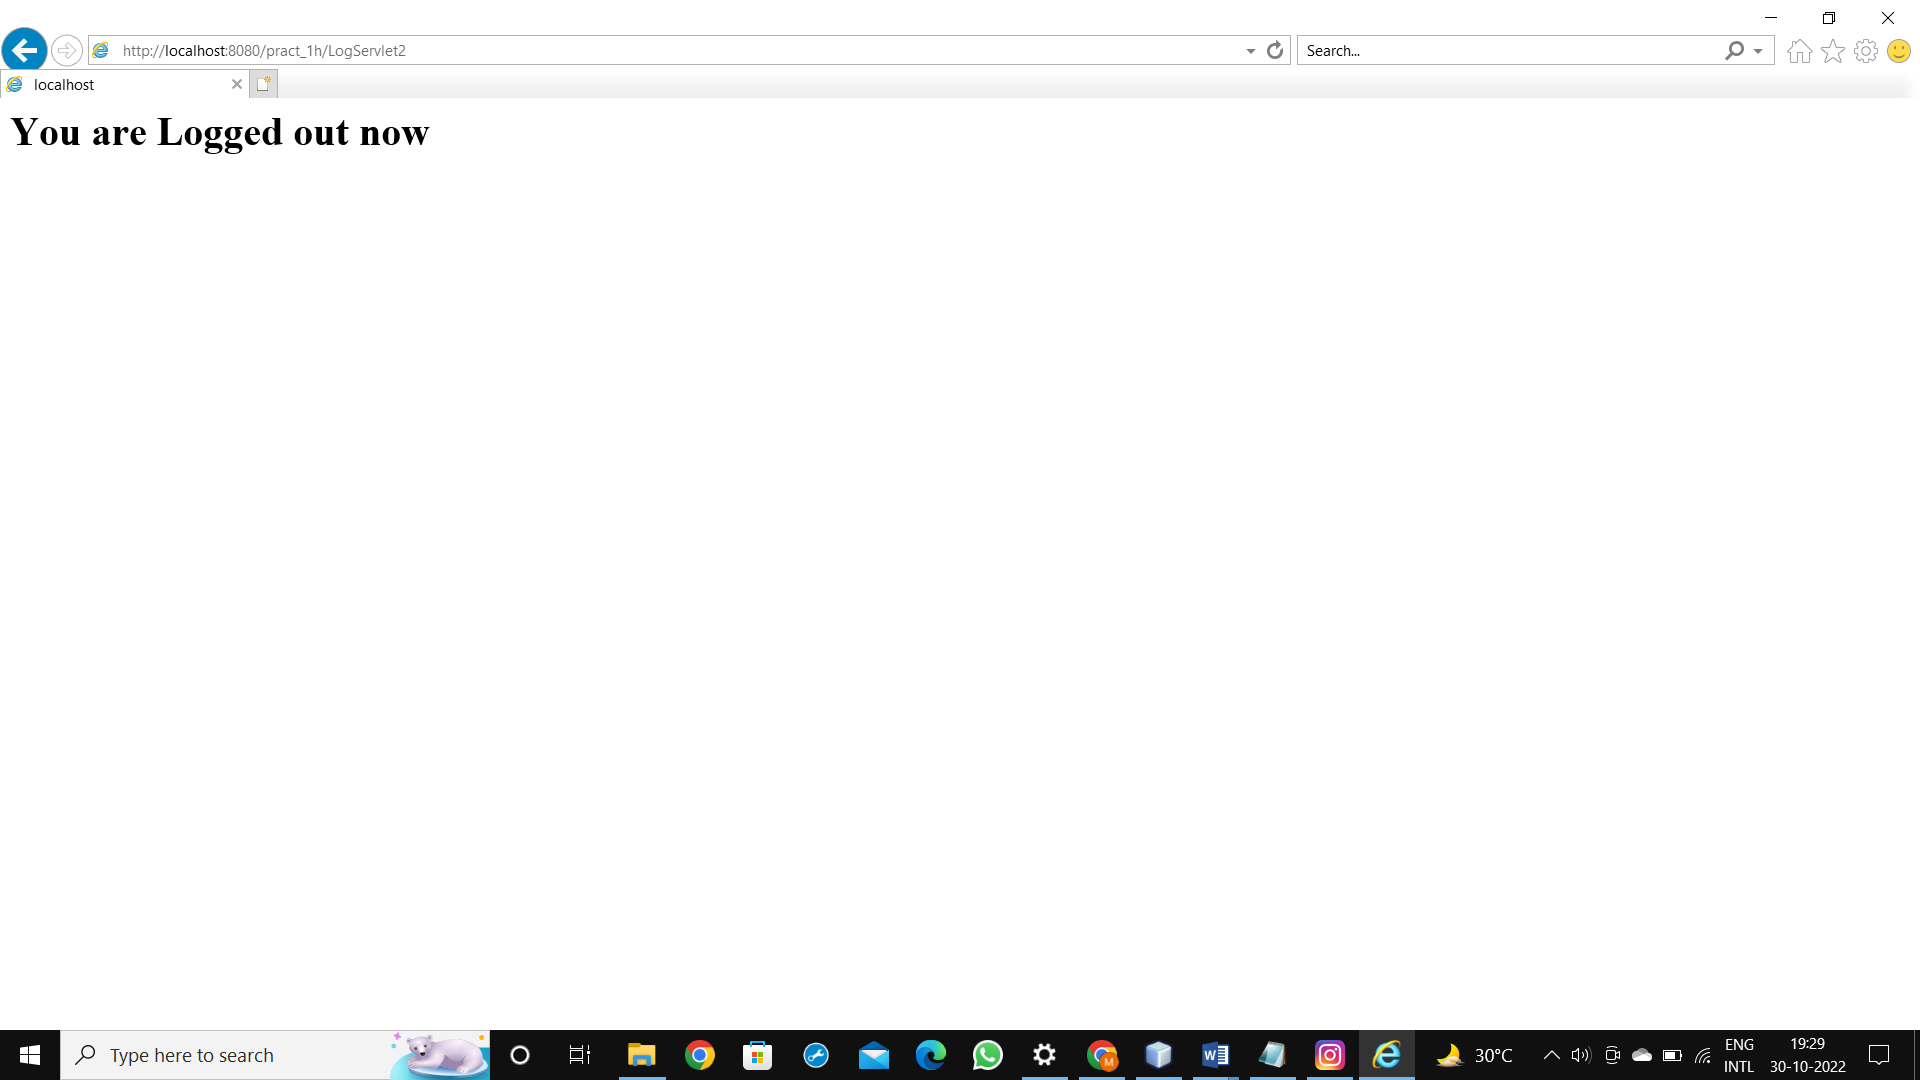 http://localhost:8080/pract_1h/LogServlet2
Search...
localhost
You are Logged out now
Type here to search
M
W
30°C
ENG
INTL
19:29
30-10-2022